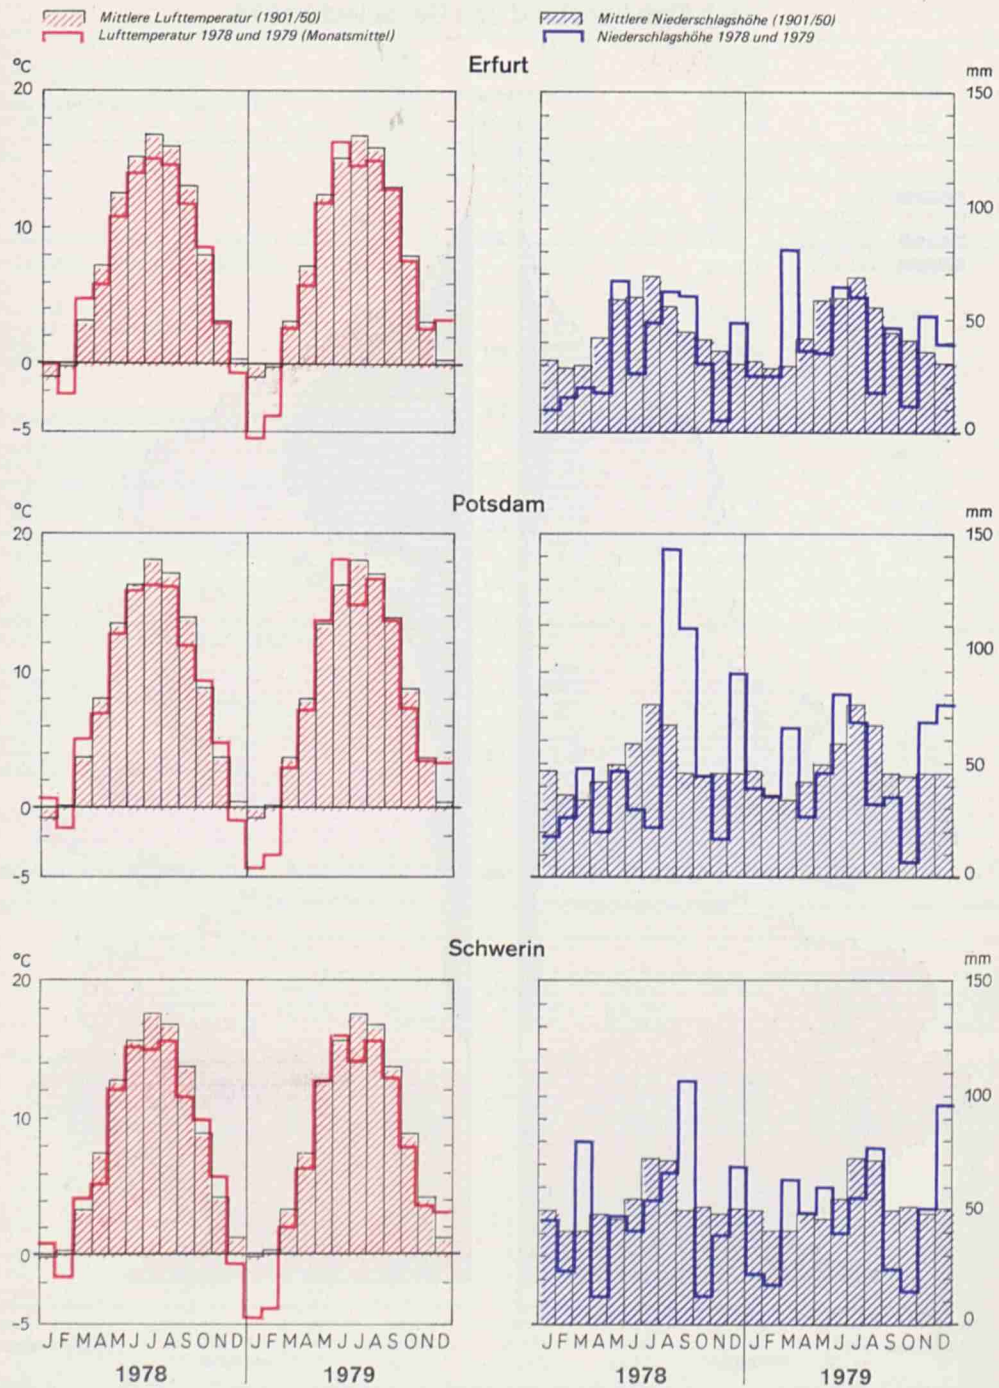 Mittlere Lufttemperatur (1901/50)
Lufttemperatur 1978 und 1979 (Monatsmittel)
Mittlere Niederschlagshöhe (1901/50)
Niederschlagshöhe 1978 und 1979
Erfurt
°C
20
10
0
-5
mm
150
100
50
0
Potsdam
°C
20
10
0
-5
mm
150
100
50
0
Schwerin
°C
20
10
0
-5
mm
150
100
50
0
J F M A M J J A S O N D J F M A M J J A S O N D
1978 1979
J F M A M J J A S O N D J F M A M J J A S O N D
1978 1979